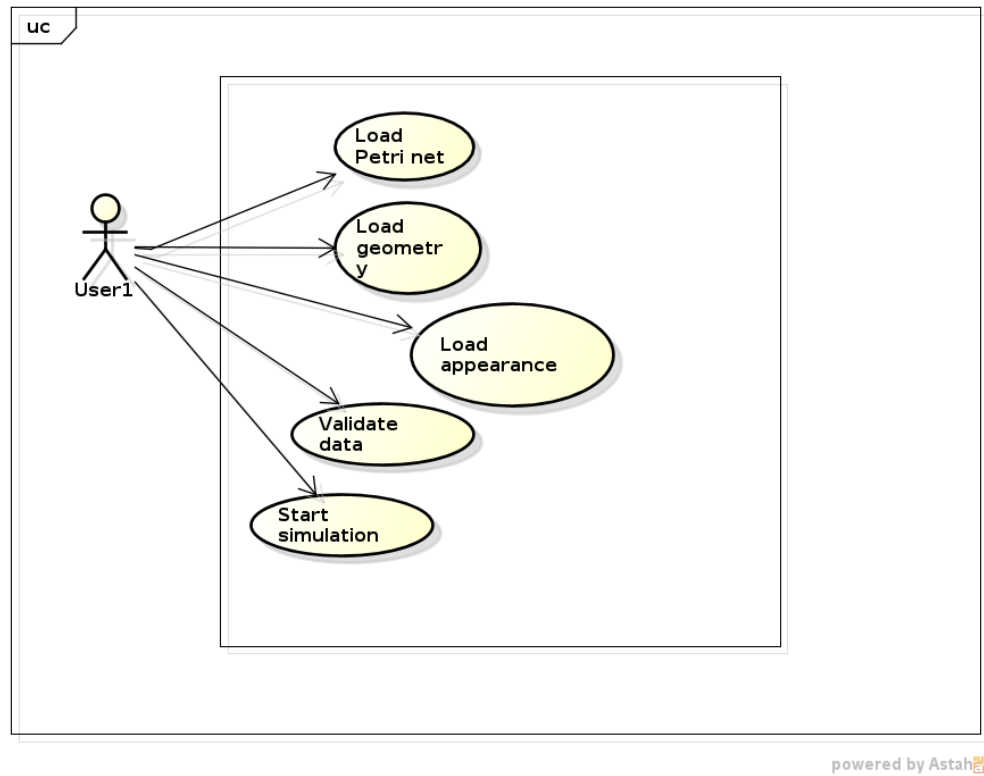 uc
Load
Petri net
Load
geometr
y
User1
Load
appearance
Validate
data
Start
simulation
powered by Astah